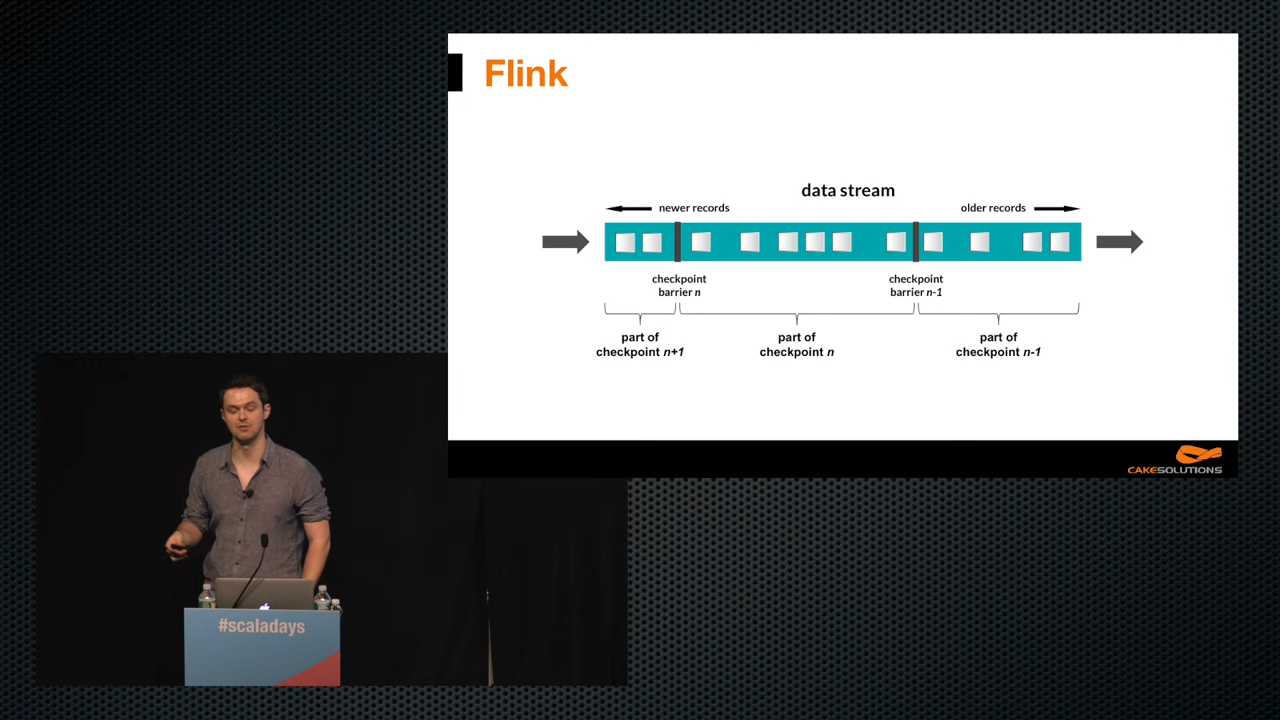 Flink
data stream
newer records
older records
checkpoint
barrier n
checkpoint
barrier n-1
part of
checkpoint n+1
part of
checkpoint n
part of
checkpoint n-1
CAKESOLUTIONS
#scaladays